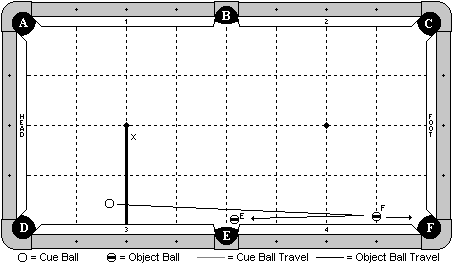 A B C
1 2
HEAD
FOOT
X
E F
D 3 E 4 F
= Cue Ball = Object Ball = Cue Ball Travel = Object Ball Travel